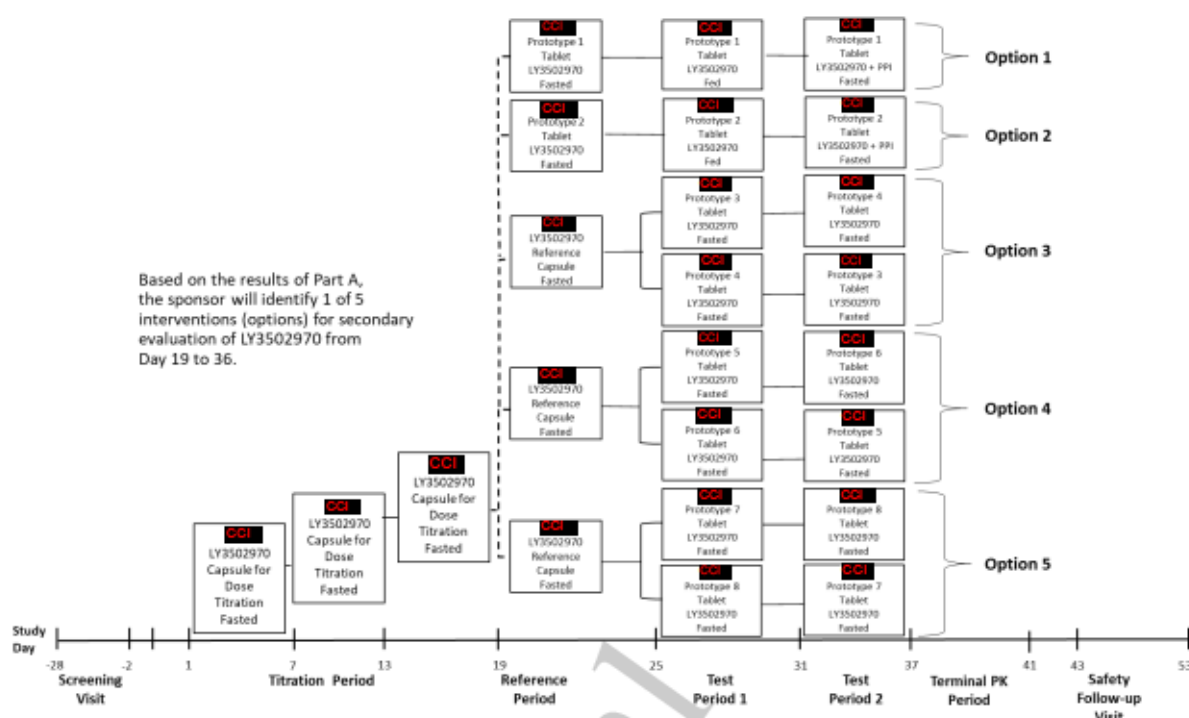 CCI
Prototype 1
Tablet
LY3502970
Fasted
CCI
Prototype 1
Tablet
LY3502970
Fed
CCI
Prototype 1
Tablet
LY3502970 + PPI
Fasted
Option 1
CCI
Prototype 2
Tablet
LY3502970
Fasted
CCI
Prototype 2
Tablet
LY3502970
Fed
CCI
Prototype 2
Tablet
LY3502970 + PPI
Fasted
Option 2
CCI
LY3502970
Reference
Capsule
Fasted
CCI
Prototype 3
Tablet
LY3502970
Fasted
CCI
Prototype 4
Tablet
LY3502970
Fasted
CCI
Prototype 4
Tablet
LY3502970
Fasted
CCI
Prototype 3
Tablet
LY3502970
Fasted
Option 3
Based on the results of Part A,
the sponsor will identify 1 of 5
interventions (options) for secondary
evaluation of LY3502970 from
Day 19 to 36.
CCI
LY3502970
Reference
Capsule
Fasted
CCI
Prototype 5
Tablet
LY3502970
Fasted
CCI
Prototype 6
Tablet
LY3502970
Fasted
CCI
Prototype 6
Tablet
LY3502970
Fasted
CCI
Prototype 5
Tablet
LY3502970
Fasted
Option 4
CCI
LY3502970
Capsule for
Dose
Titration
Fasted
CCI
LY3502970
Capsule for
Dose
Titration
Fasted
CCI
LY3502970
Capsule for
Dose
Titration
Fasted
CCI
LY3502970
Reference
Capsule
Fasted
CCI
Prototype 7
Tablet
LY3502970
Fasted
CCI
Prototype 8
Tablet
LY3502970
Fasted
CCI
Prototype 8
Tablet
LY3502970
Fasted
CCI
Prototype 7
Tablet
LY3502970
Fasted
Option 5
Study
Day
-28 -2 1 7 13 19 25 31 37 41 43 53
Screening
Visit
Titration Period
Reference
Period
Test
Period 1
Test
Period 2
Terminal PK
Period
Safety
Follow-up
Visit